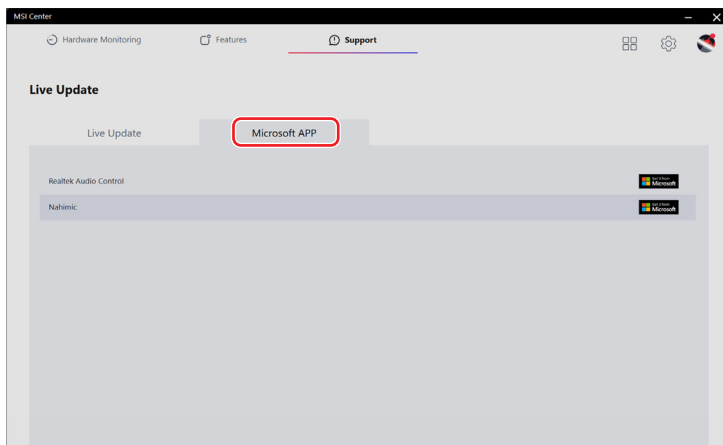 MSI Center
Hardware Monitoring
Features
Support
Live Update
Live Update
Microsoft APP
Realtek Audio Control
Microsoft
Nahimic
Microsoft